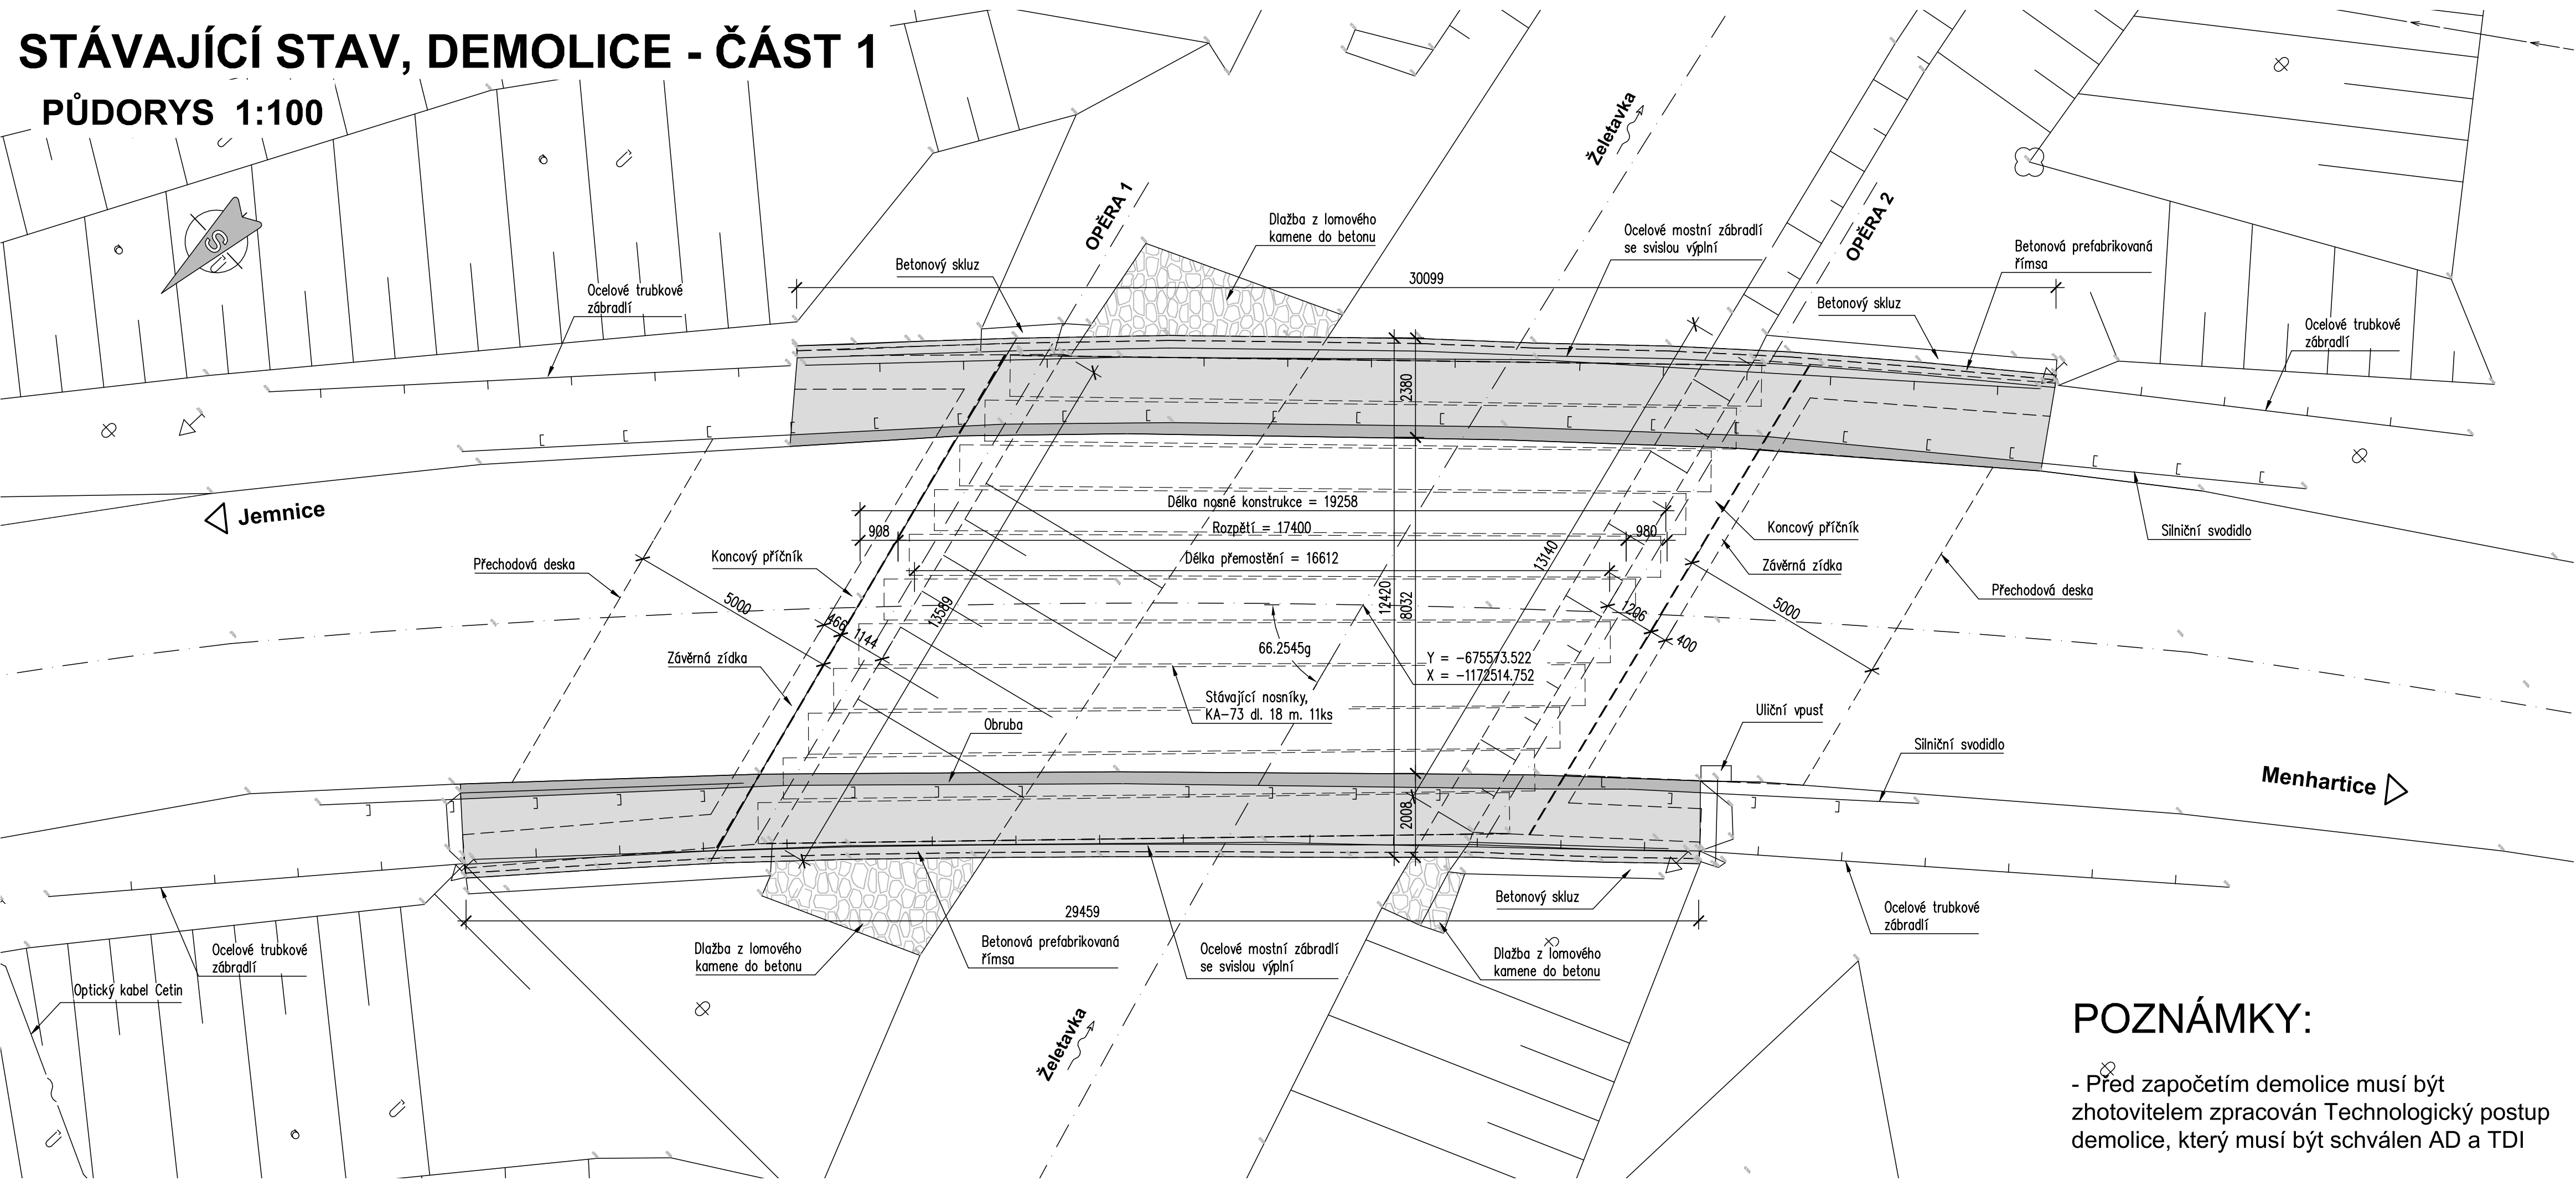 STÁVAJÍCÍ STAV, DEMOLICE - ČÁST 1
PŮDORYS 1:100
S
Želetavka
OPĚRA 1
OPĚRA 2
Dlažba z lomového
kamene do betonu
Ocelové mostní zábradlí
se svislou výplní
Betonová prefabrikovaná
římsa
Betonový skluz
30099
Ocelové trubkové
zábradlí
Betonový skluz
Ocelové trubkové
zábradlí
2380
Jemnice
Délka nosné konstrukce = 19258
908
Rozpětí = 17400
980
Koncový příčník
Silniční svodidlo
Přechodová deska
Koncový příčník
Délka přemostění = 16612
13140
Závěrná zídka
Přechodová deska
5000
13589
12420
8032
1206
5000
466
1144
400
66.2545g
Závěrná zídka
Y = -675573.522
X = -1172514.752
Stávající nosníky,
KA-73 dl. 18 m. 11ks
Obruba
Uliční vpusť
Silniční svodidlo
Menhartice
2008
Betonový skluz
29459
Ocelové trubkové
zábradlí
Ocelové trubkové
zábradlí
Dlažba z lomového
kamene do betonu
Betonová prefabrikovaná
římsa
Ocelové mostní zábradlí
se svislou výplní
Dlažba z lomového
kamene do betonu
Optický kabel Cetin
Želetavka
POZNÁMKY:
- Před započetím demolice musí být
zhotovitelem zpracován Technologický postup
demolice, který musí být schválen AD a TDI